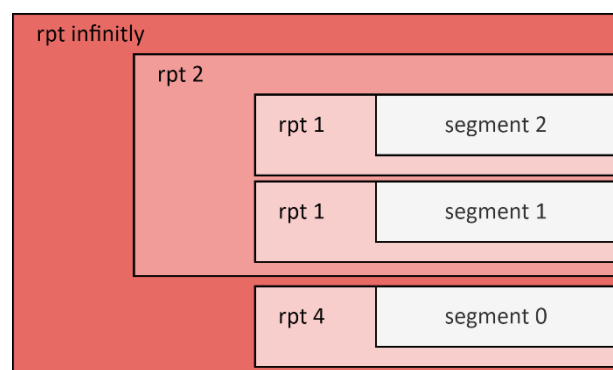 rpt infinitly
rpt 2
rpt 1 segment 2
rpt 1 segment 1
rpt 4 segment 0